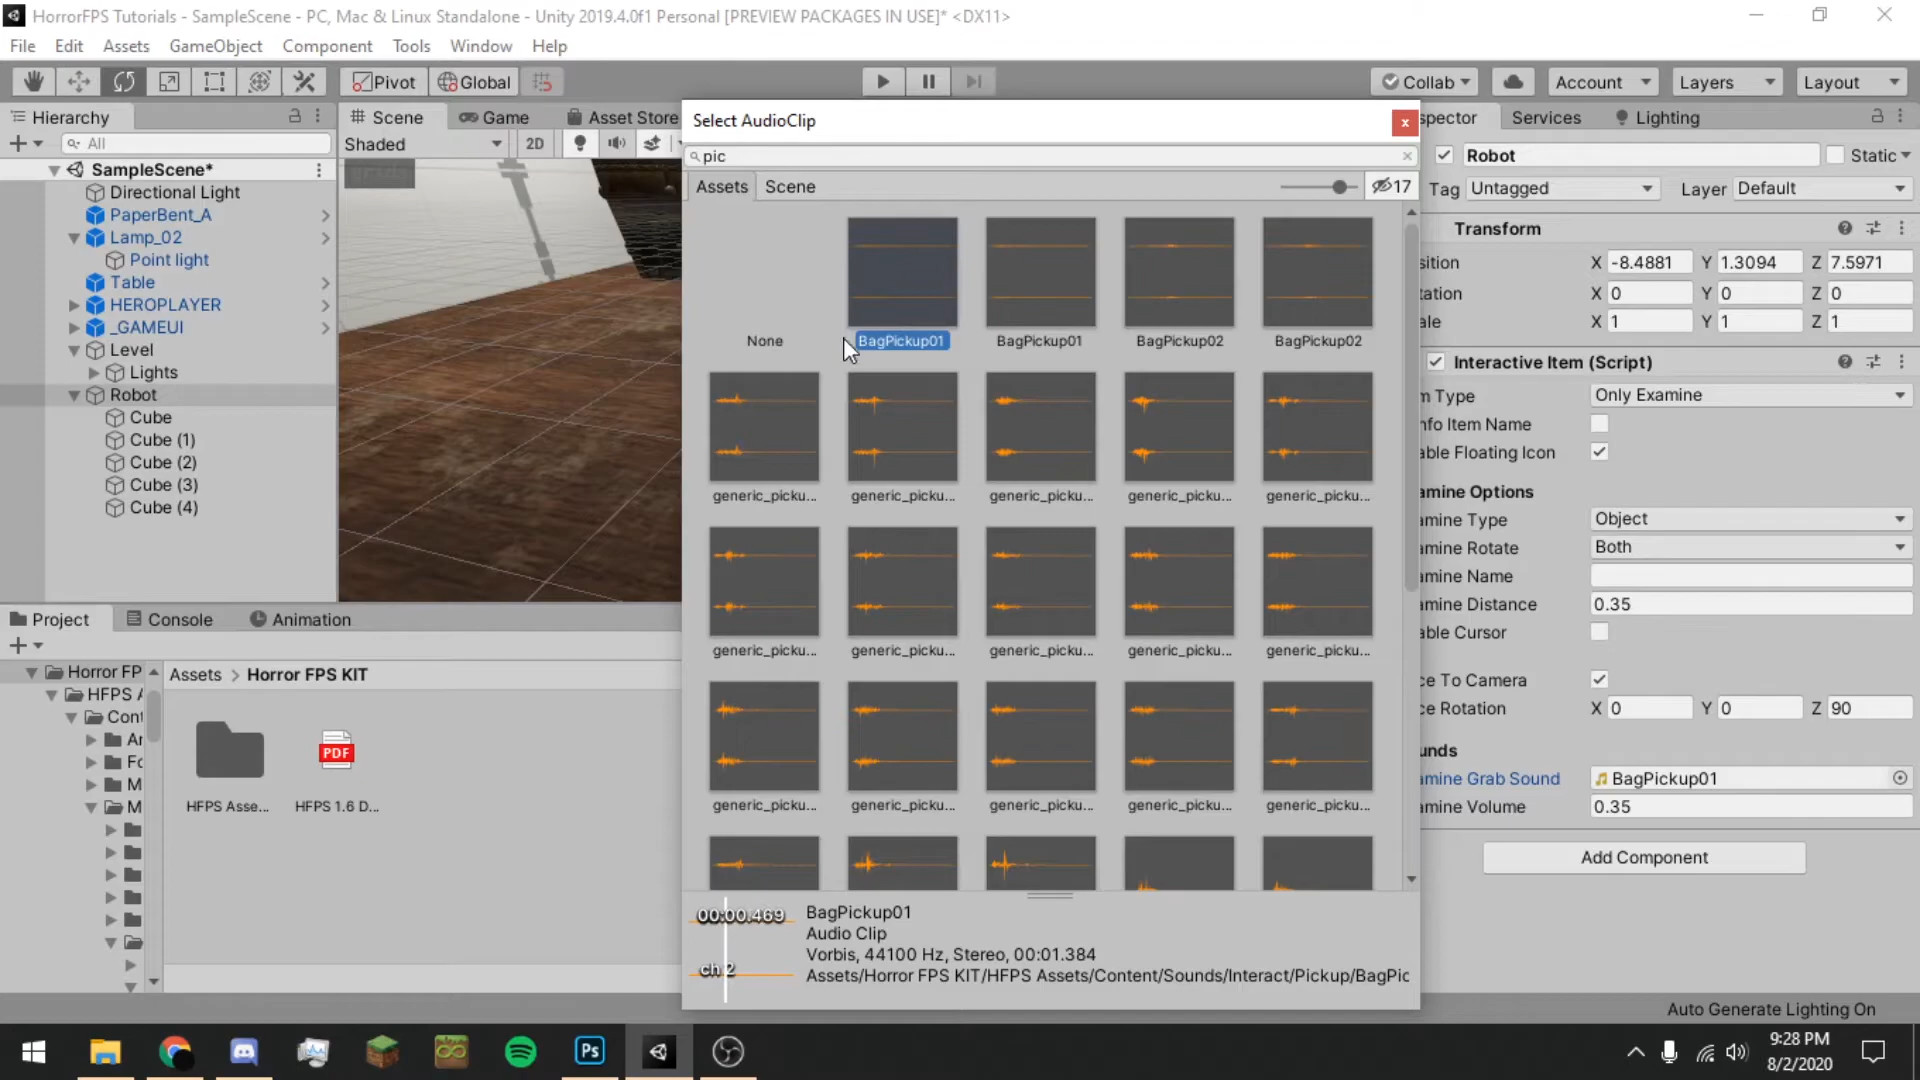 HorrorFPS Tutorials - SampleScene - PC, Mac & Linux Standalone - Unity 2019.4.0f1 Personal [PREVIEW PACKAGES IN USE]* <DX11>
File Edit Assets GameObject Component Tools Window Help
Pivot Global Collab Account Layers Layout
Hierarchy
All
SampleScene*
Directional Light
PaperBent_A
Lamp_02
Point light
Table
HEROPLAYER
_GAMEUI
Level
Lights
Robot
Cube
Cube (1)
Cube (2)
Cube (3)
Cube (4)
Scene Game Asset Store
Shaded 2D
Select AudioClip
pic
Assets Scene 17
None BagPickup01 BagPickup01 BagPickup02 BagPickup02
generic_picku... generic_picku... generic_picku... generic_picku... generic_picku...
generic_picku... generic_picku... generic_picku... generic_picku... generic_picku...
generic_picku... generic_picku... generic_picku... generic_picku... generic_picku...
00:00.469
ch 2
BagPickup01
Audio Clip
Vorbis, 44100 Hz, Stereo, 00:01.384
Assets/Horror FPS KIT/HFPS Assets/Content/Sounds/Interact/Pickup/BagPic
spector Services Lighting
Robot Static
Tag Untagged Layer Default
Transform
sition X -8.4881 Y 1.3094 Z 7.5971
tation X 0 Y 0 Z 0
ale X 1 Y 1 Z 1
Interactive Item (Script)
m Type Only Examine
nfo Item Name
able Floating Icon
amine Options
amine Type Object
amine Rotate Both
amine Name
amine Distance 0.35
able Cursor
ce To Camera
ce Rotation X 0 Y 0 Z 90
unds
amine Grab Sound BagPickup01
amine Volume 0.35
Add Component
Project Console Animation
Horror FP
HFPS A
Cont
Ar
Fc
M
M
Assets > Horror FPS KIT
PDF
HFPS Asse... HFPS 1.6 D...
Auto Generate Lighting On
Ps
9:28 PM
8/2/2020